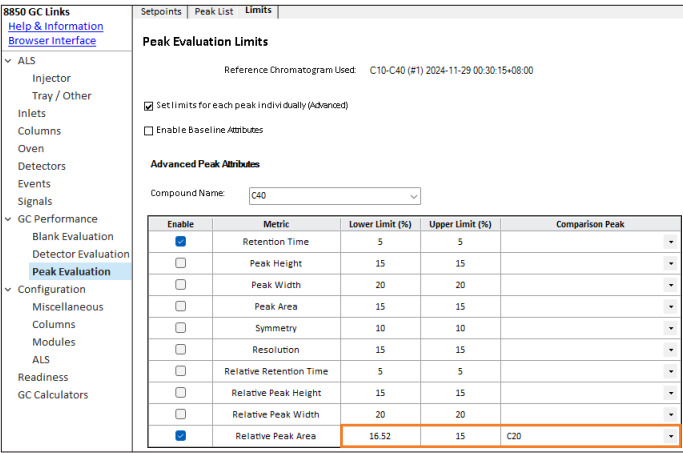 8850 GC Links
Help & Information
Browser Interface
ALS
Injector
Tray / Other
Inlets
Columns
Oven
Detectors
Events
Signals
GC Performance
Blank Evaluation
Detector Evaluation
Peak Evaluation
Configuration
Miscellaneous
Columns
Modules
ALS
Readiness
GC Calculators
Setpoints Peak List Limits
Peak Evaluation Limits
Reference Chromatogram Used: C10-C40 (#1) 2024-11-29 00:30:15+08:00
Set limits for each peak individually (Advanced)
Enable Baseline Attributes
Advanced Peak Attributes
Compound Name: C40
Enable Metric Lower Limit (%) Upper Limit (%) Comparison Peak
Retention Time 5 5
Peak Height 15 15
Peak Width 20 20
Peak Area 15 15
Symmetry 10 10
Resolution 15 15
Relative Retention Time 5 5
Relative Peak Height 15 15
Relative Peak Width 20 20
Relative Peak Area 16.52 15 C20